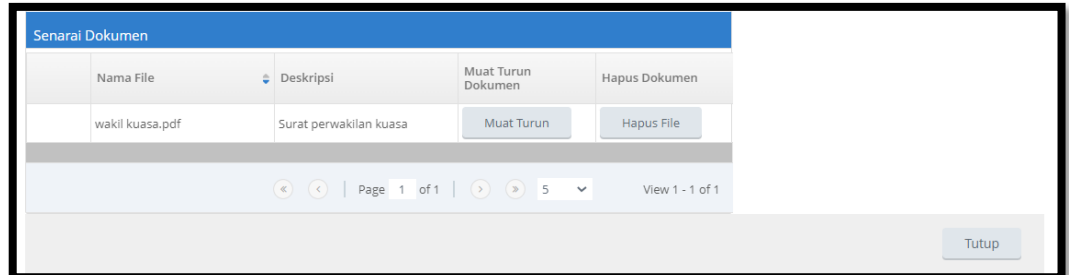 Senarai Dokumen
Nama File Deskripsi Muat Turun Dokumen Hapus Dokumen
wakil kuasa.pdf Surat perwakilan kuasa Muat Turun Hapus File
Page 1 of 1 5 View 1 - 1 of 1
Tutup